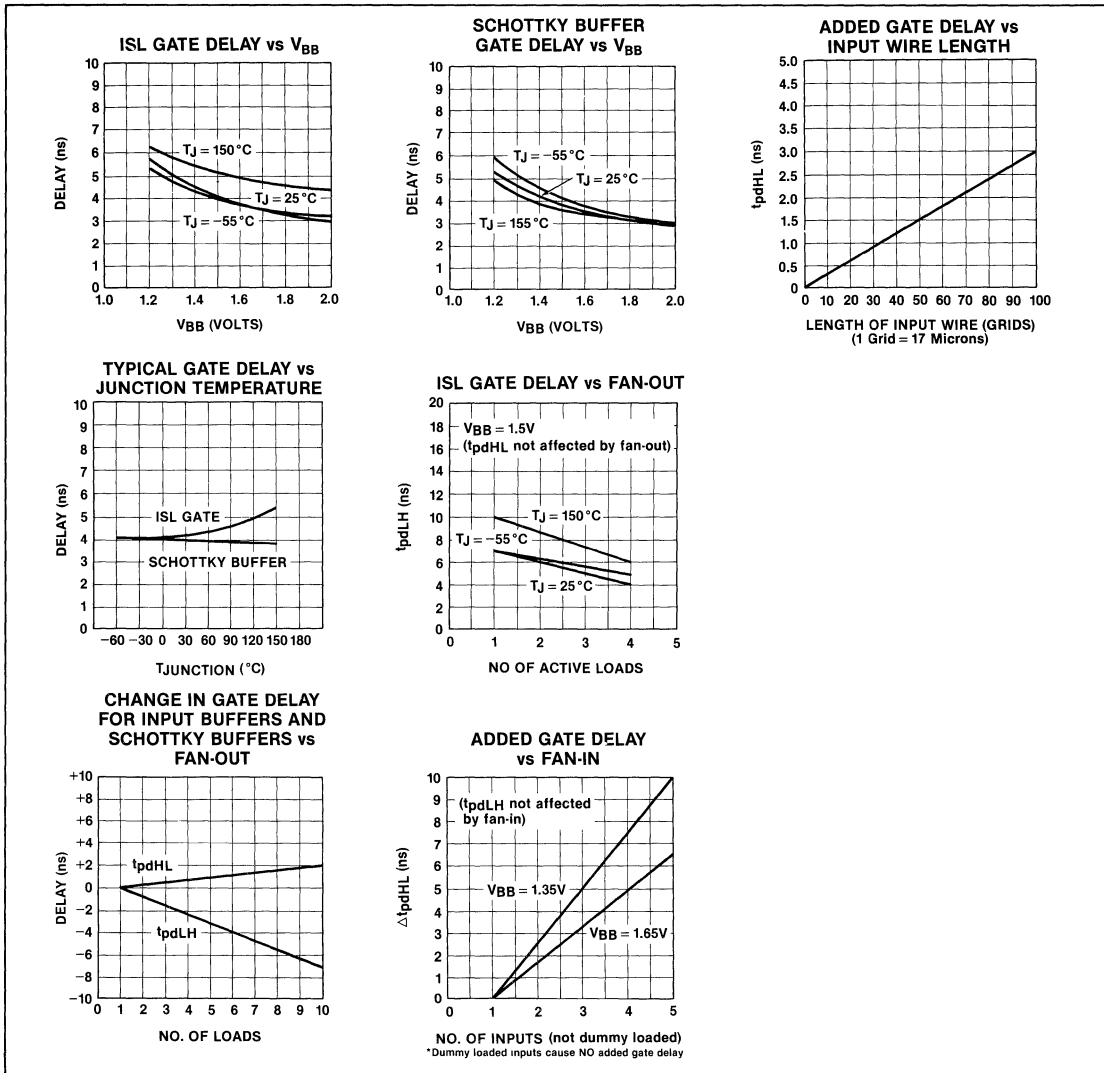 ISL GATE DELAY vs VBB
10
9
8
7
6
5
4
3
2
1
0
DELAY (ns)
TJ = 150°C
TJ = 25°C
TJ = −55°C
1.0 1.2 1.4 1.6 1.8 2.0
VBB (VOLTS)
SCHOTTKY BUFFER
GATE DELAY vs VBB
10
9
8
7
6
5
4
3
2
1
0
DELAY (ns)
TJ = −55°C
TJ = 25°C
TJ = 155°C
1.0 1.2 1.4 1.6 1.8 2.0
VBB (VOLTS)
ADDED GATE DELAY vs
INPUT WIRE LENGTH
5.0
4.5
4.0
3.5
3.0
2.5
2.0
1.5
1.0
0.5
0
tpdHL (ns)
0 10 20 30 40 50 60 70 80 90 100
LENGTH OF INPUT WIRE (GRIDS)
(1 Grid = 17 Microns)
TYPICAL GATE DELAY vs
JUNCTION TEMPERATURE
10
9
8
7
6
5
4
3
2
1
0
DELAY (ns)
ISL GATE
SCHOTTKY BUFFER
−60 −30 0 30 60 90 120 150 180
TJUNCTION (°C)
ISL GATE DELAY vs FAN-OUT
20
18
16
14
12
10
8
6
4
2
0
tpdLH (ns)
VBB = 1.5V
(tpdHL not affected by fan-out)
TJ = 150°C
TJ = −55°C
TJ = 25°C
0 1 2 3 4 5
NO OF ACTIVE LOADS
CHANGE IN GATE DELAY
FOR INPUT BUFFERS AND
SCHOTTKY BUFFERS vs
FAN-OUT
+10
+8
+6
+4
+2
0
−2
−4
−6
−8
−10
DELAY (ns)
tpdHL
tpdLH
0 1 2 3 4 5 6 7 8 9 10
NO. OF LOADS
ADDED GATE DELAY
vs FAN-IN
10
9
8
7
6
5
4
3
2
1
0
ΔtpdHL (ns)
(tpdLH not affected
by fan-in)
VBB = 1.35V
VBB = 1.65V
0 1 2 3 4 5
NO. OF INPUTS (not dummy loaded)
*Dummy loaded inputs cause NO added gate delay